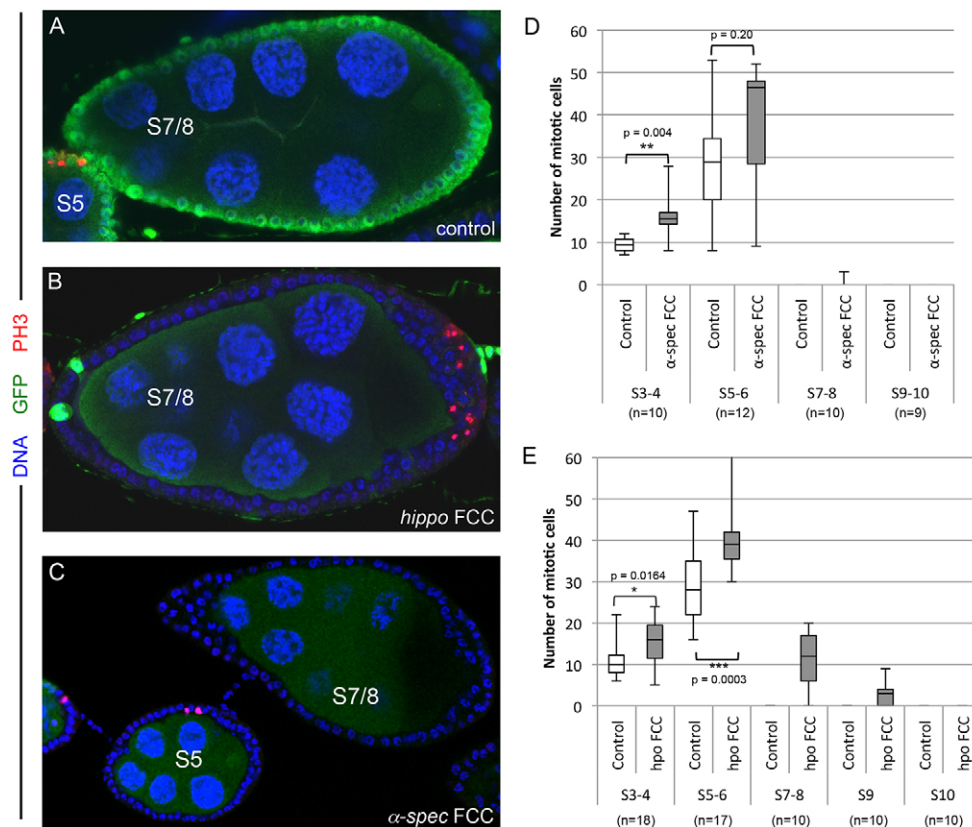 DNA GFP PH3
A
S7/8
S5
control
B
S7/8
hippo FCC
C
S7/8
S5
α-spec FCC
D
Number of mitotic cells
60
50
40
30
20
10
0
p = 0.004
**
p = 0.20
Control
α-spec FCC
Control
α-spec FCC
Control
α-spec FCC
Control
α-spec FCC
S3-4 S5-6 S7-8 S9-10
(n=10) (n=12) (n=10) (n=9)
E
Number of mitotic cells
60
50
40
30
20
10
0
p = 0.0164
*
***
p = 0.0003
Control
hpo FCC
Control
hpo FCC
Control
hpo FCC
Control
hpo FCC
Control
hpo FCC
S3-4 S5-6 S7-8 S9 S10
(n=18) (n=17) (n=10) (n=10) (n=10)